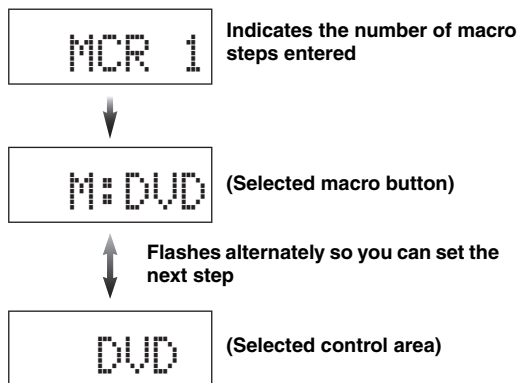 MCR 1
Indicates the number of macro
steps entered
M:DVD
(Selected macro button)
Flashes alternately so you can set the
next step
DVD
(Selected control area)